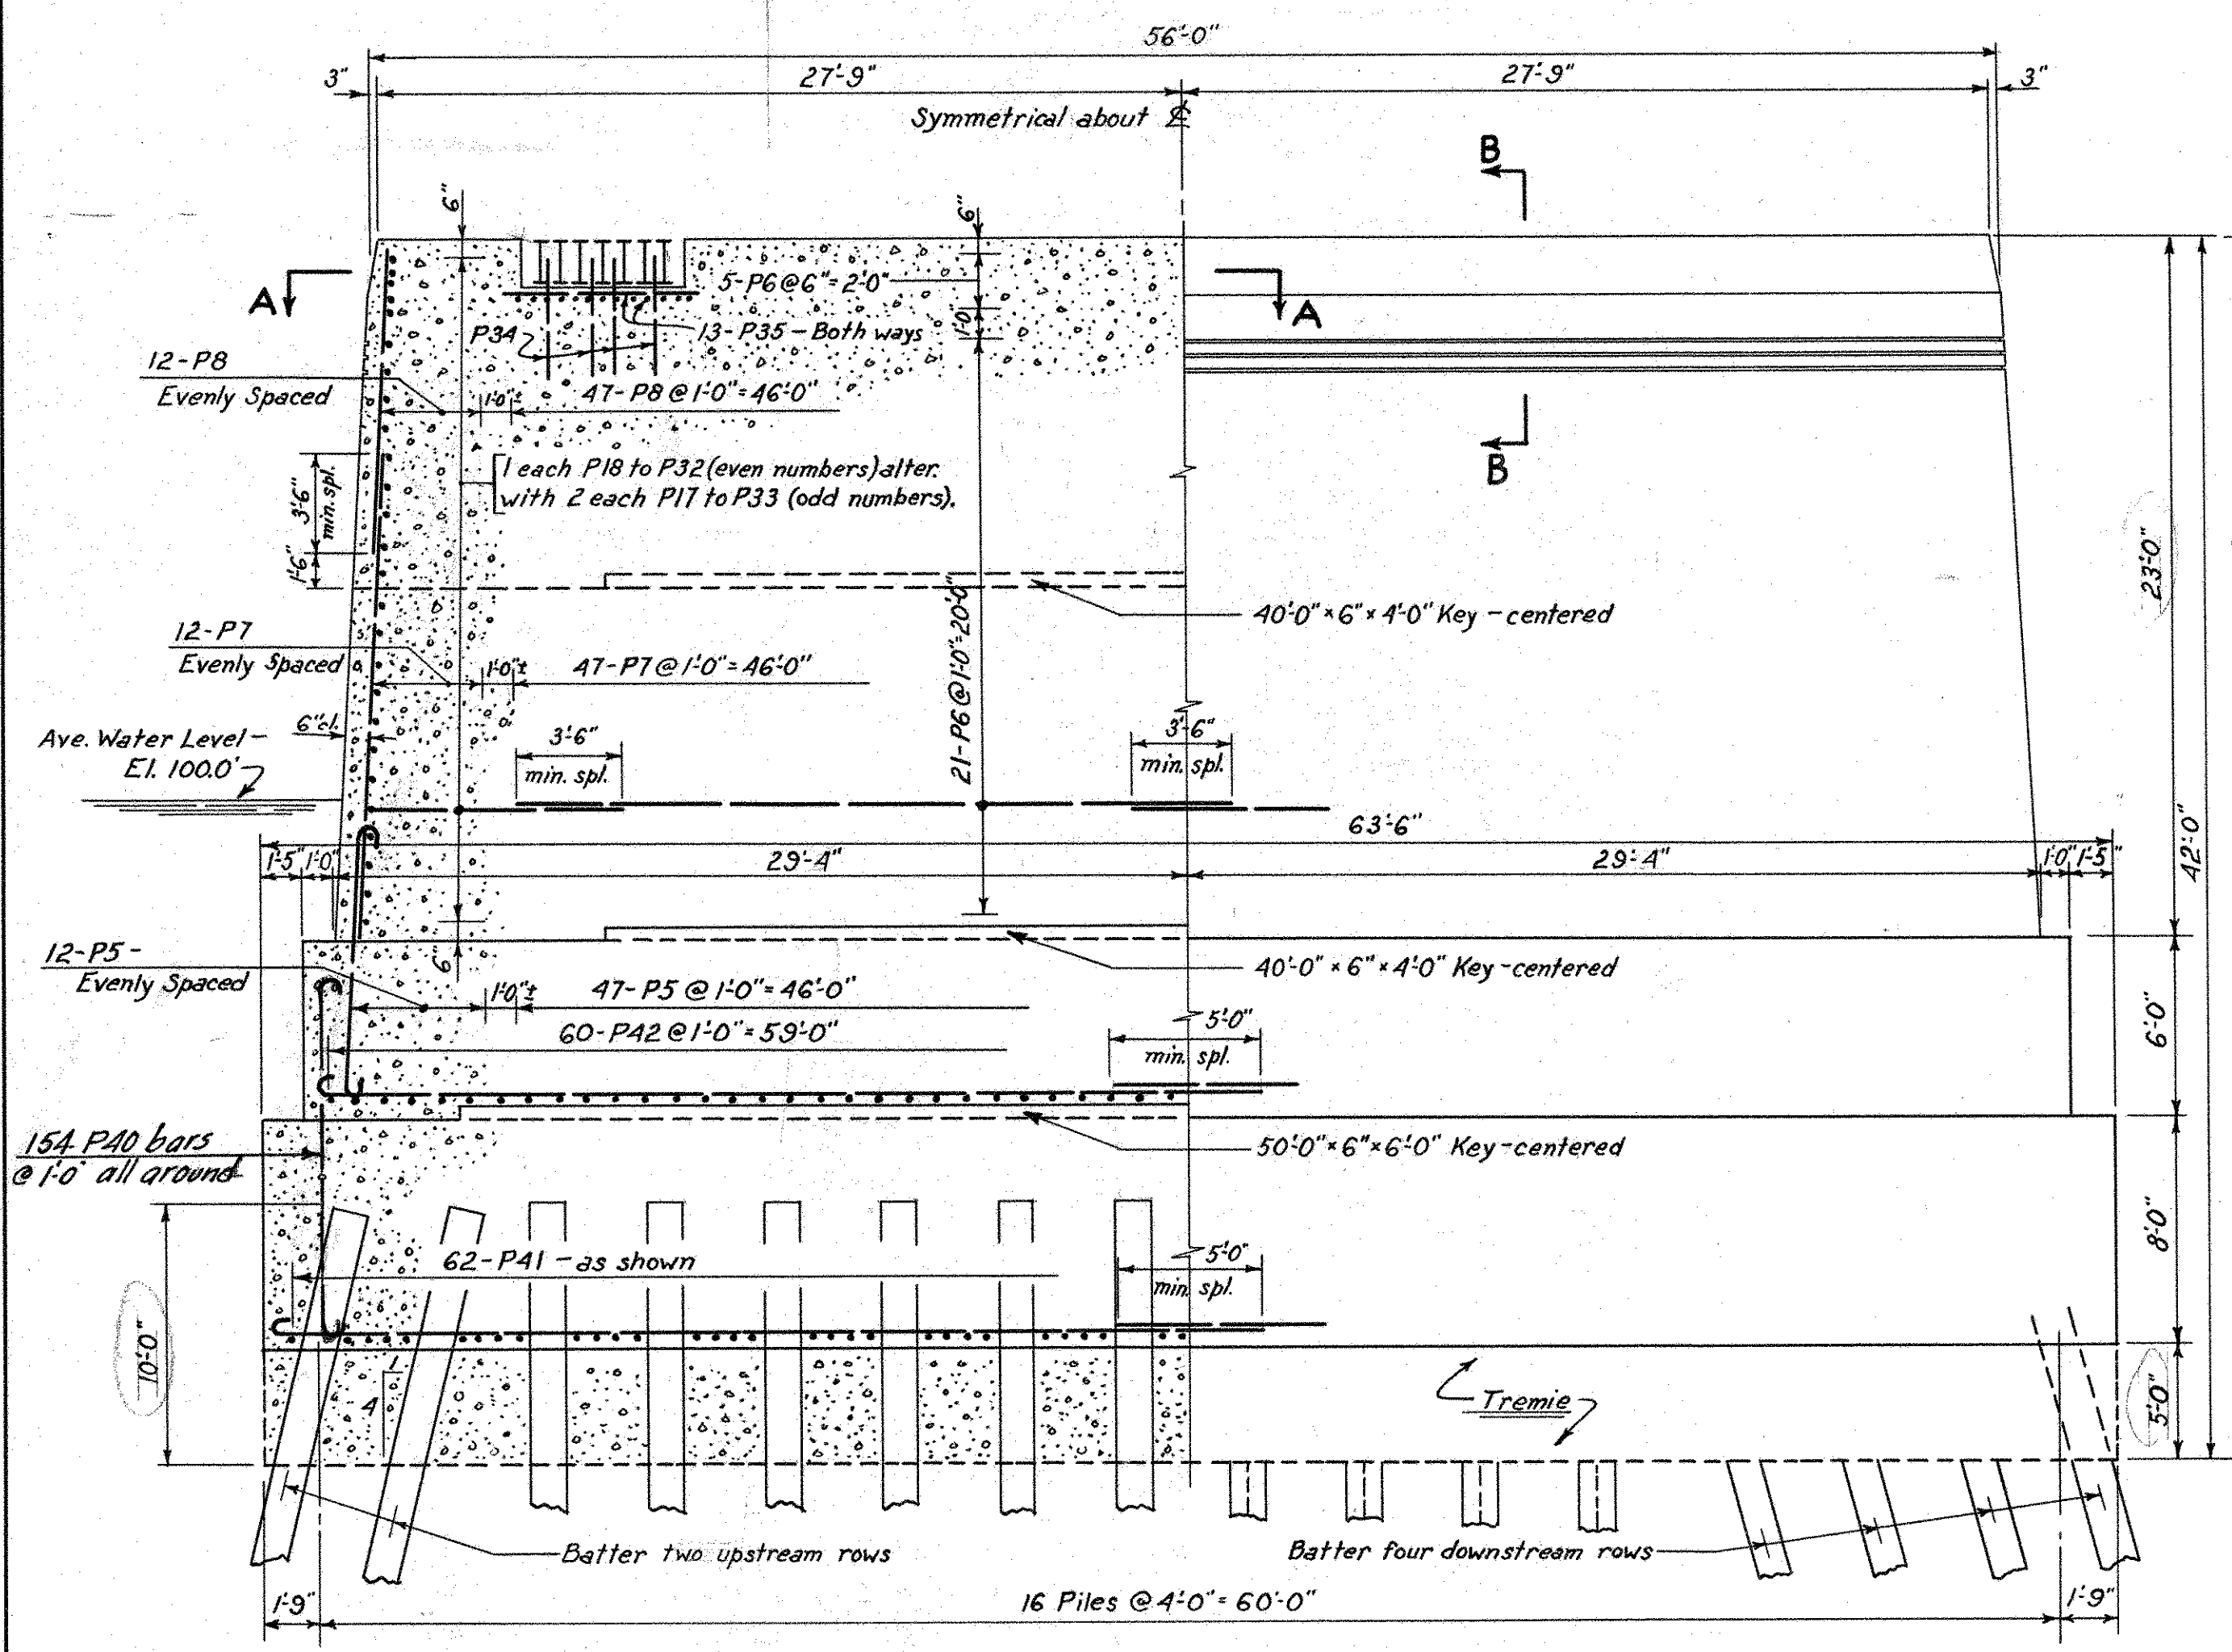 56'-0"
3"
27'-9"
27'-9"
3"
Symmetrical about ℄
B
6"
6"
A
5-P6@6"=2'-0"
1'-0"
A
P34
13-P35-Both ways
12-P8
Evenly Spaced
1'-0"±
47-P8@1'-0"=46'-0"
B
1 each P18 to P32 (even numbers) alter.
with 2 each P17 to P33 (odd numbers).
3'-6"
min. spl.
1'-6"
23'-0"
40'-0"×6"×4'-0" Key-centered
12-P7
Evenly Spaced
1'-0"±
47-P7@1'-0"=46'-0"
21-P6@1'-0"=20'-0"
6"cl.
Ave. Water Level-
El. 100.0'
3'-6"
min. spl.
3'-6"
min. spl.
63'-6"
1'-5"
1'-0"
29'-4"
29'-4"
1'-0"
1'-5"
42'-0"
12-P5-
Evenly Spaced
6"
40'-0"×6"×4'-0" Key-centered
1'-0"±
47-P5@1'-0"=46'-0"
60-P42@1'-0"=59'-0"
5'-0"
min. spl.
6'-0"
154 P40 bars
@ 1'-0" all around
50'-0"×6"×6'-0" Key-centered
8'-0"
62-P41-as shown
5'-0"
min. spl.
10'-0"
1
4
Tremie
5'-0"
Batter two upstream rows
Batter four downstream rows
1'-9"
16 Piles @ 4'-0"=60'-0"
1'-9"